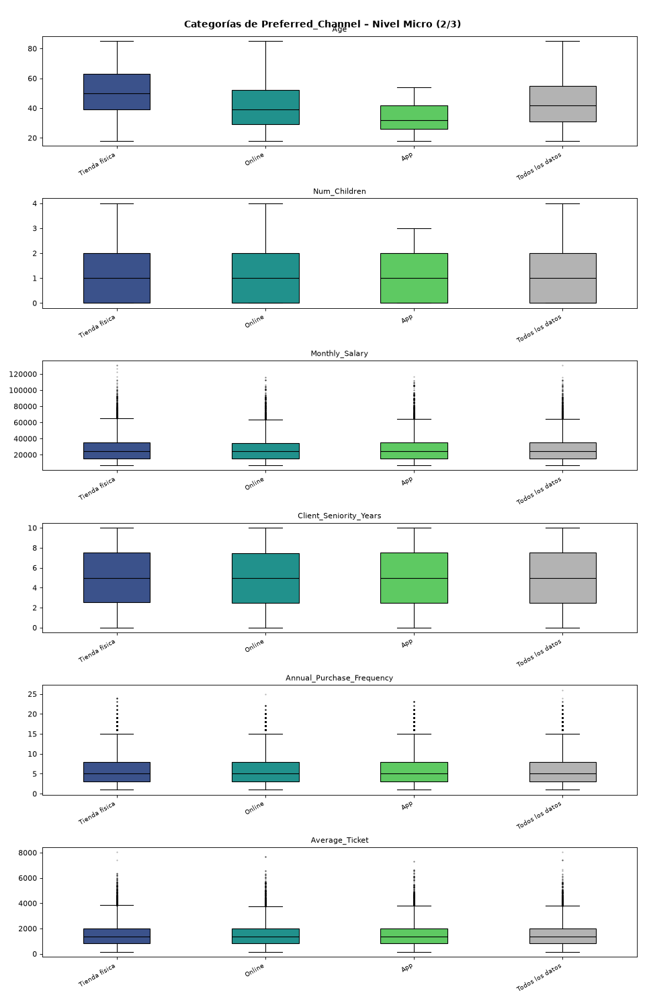 Categorías de Preferred_Channel – Nivel Micro (2/3)
Age
80
60
40
20
Tienda física
Online
App
Todos los datos
Num_Children
4
3
2
1
0
Tienda física
Online
App
Todos los datos
Monthly_Salary
120000
100000
80000
60000
40000
20000
Tienda física
Online
App
Todos los datos
Client_Seniority_Years
10
8
6
4
2
0
Tienda física
Online
App
Todos los datos
Annual_Purchase_Frequency
25
20
15
10
5
0
Tienda física
Online
App
Todos los datos
Average_Ticket
8000
6000
4000
2000
0
Tienda física
Online
App
Todos los datos